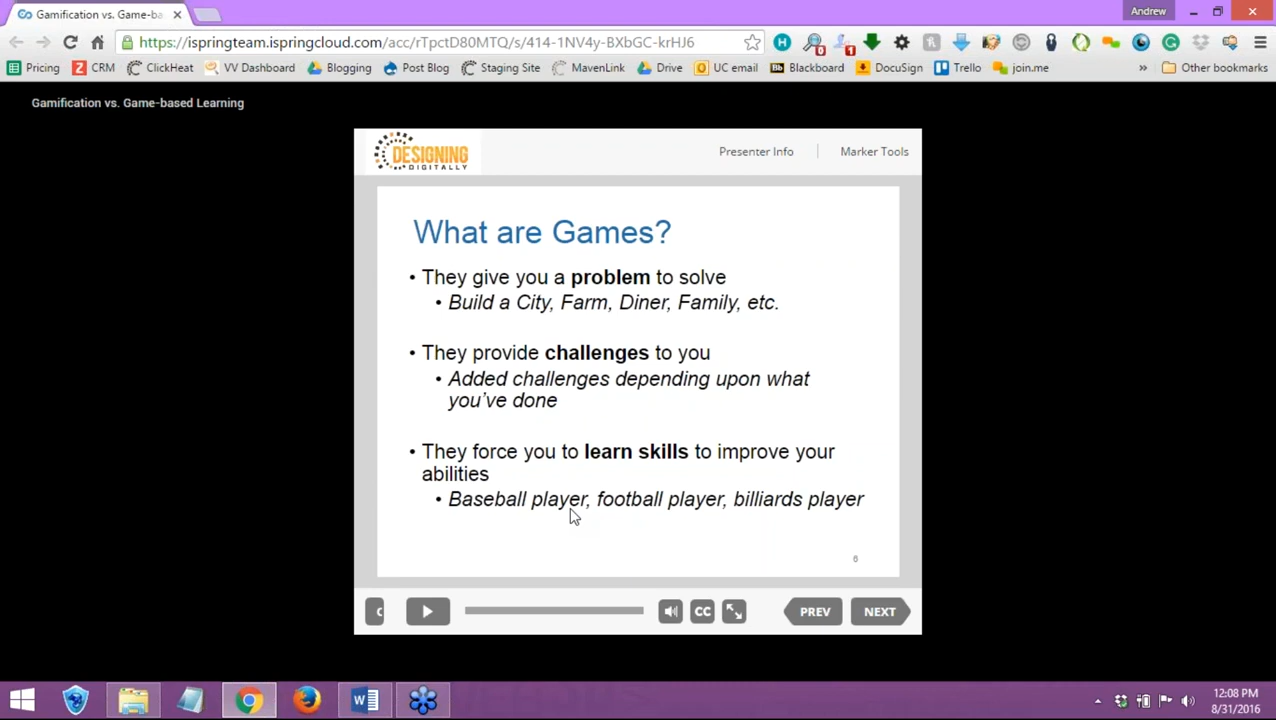 Gamification vs. Game-ba
Andrew
https://ispringteam.ispringcloud.com/acc/rTpctD80MTQ/s/414-1NV4y-BXbGC-krHJ6
Pricing CRM ClickHeat VV Dashboard Blogging Post Blog Staging Site MavenLink Drive UC email Blackboard DocuSign Trello join.me » Other bookmarks
Gamification vs. Game-based Learning
DESIGNING
DIGITALLY
Presenter Info | Marker Tools
What are Games?
• They give you a problem to solve
• Build a City, Farm, Diner, Family, etc.
• They provide challenges to you
• Added challenges depending upon what
you've done
• They force you to learn skills to improve your
abilities
• Baseball player, football player, billiards player
6
CC PREV NEXT
12:08 PM
8/31/2016